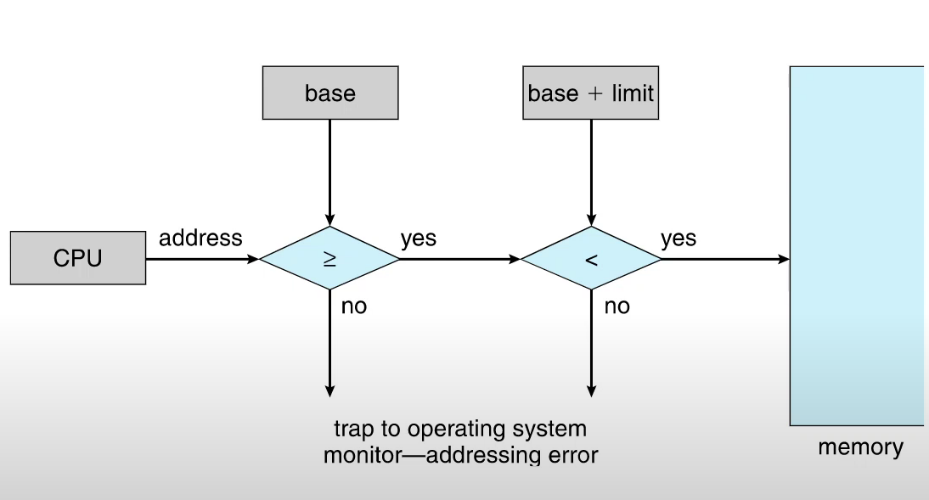 base
base + limit
CPU
address
≥
yes
<
yes
no
no
trap to operating system
monitor—addressing error
memory